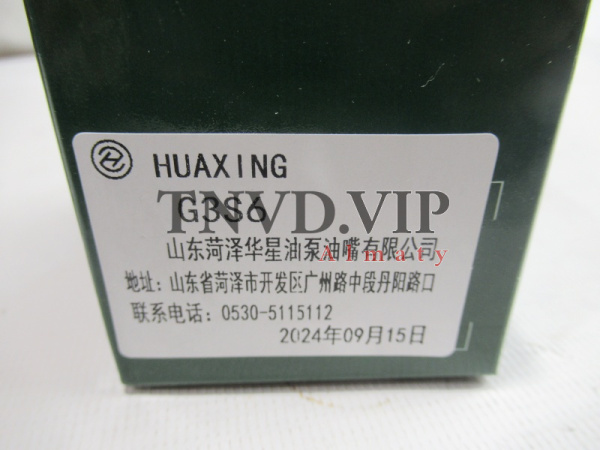 HUAXING
G3S6
TNVD.VIP
山东菏泽华星油泵油嘴有限公司
Almaty
地址: 山东省菏泽市开发区广州路中段丹阳路口
联系电话: 0530-5115112
2024年09月15日